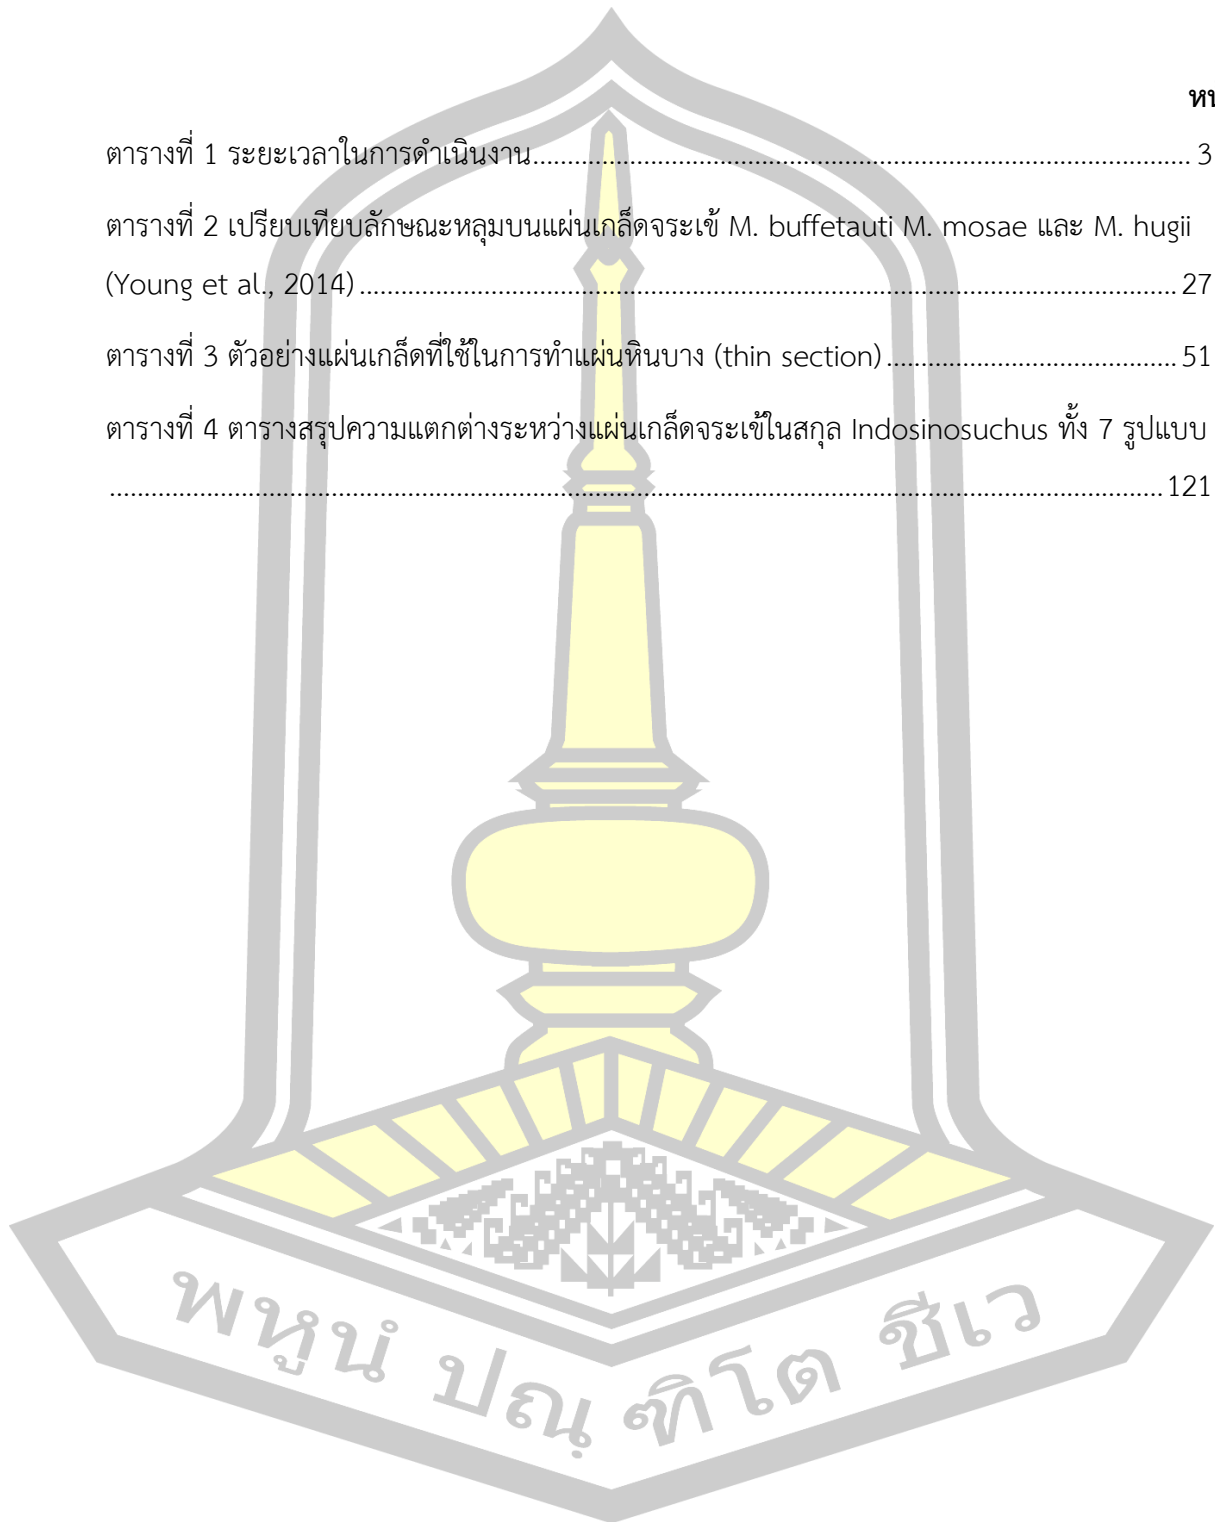 ตารางที่ 1 ระยะเวลาในการดำเนินงาน................................................................................................ 3
ตารางที่ 2 เปรียบเทียบลักษณะหลุมบนแผ่นเกล็ดจระเข้ M. buffetauti M. mosae และ M. hugii
(Young et al., 2014)....................................................................................................................... 27
ตารางที่ 3 ตัวอย่างแผ่นเกล็ดที่ใช้ในการทำแผ่นหินบาง (thin section).......................................... 51
ตารางที่ 4 ตารางสรุปความแตกต่างระหว่างแผ่นเกล็ดจระเข้ในสกุล Indosinosuchus ทั้ง 7 รูปแบบ
......................................................................................................................................................... 121
พหูนํ ปณฺ ฑิโต ชีเว